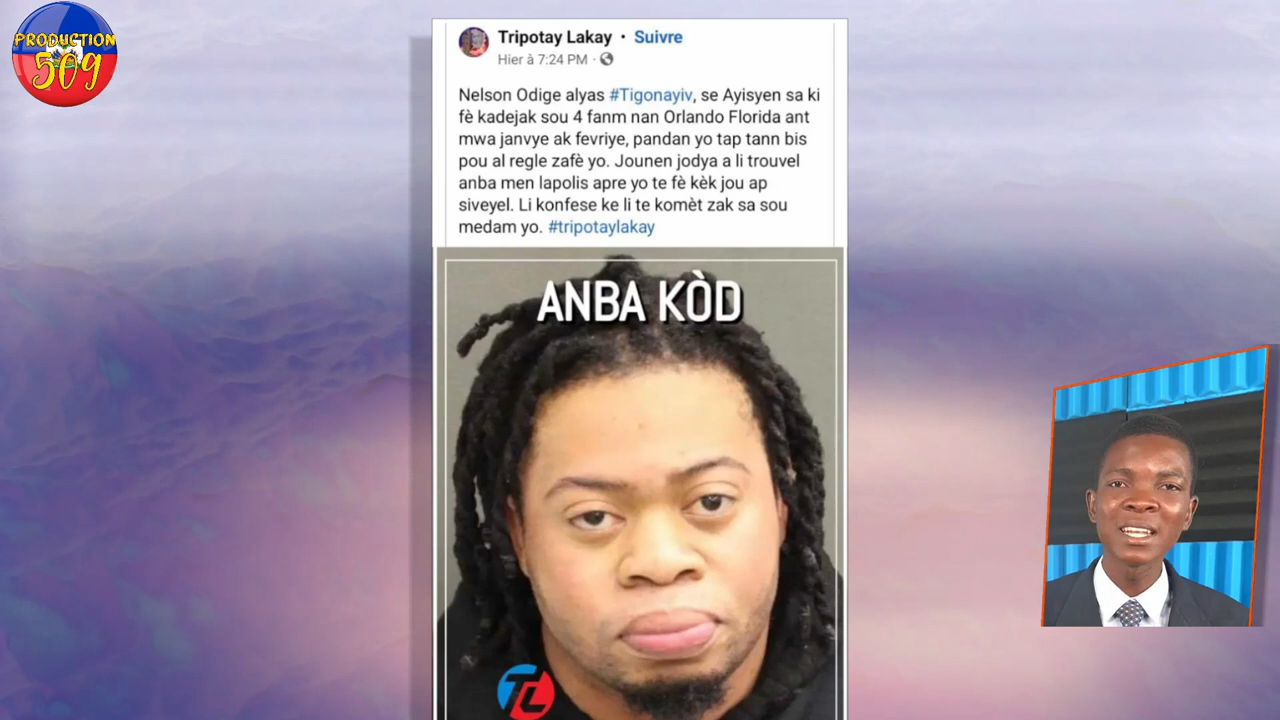 PRODUCTION
509
Tripotay Lakay · Suivre
Hier à 7:24 PM ·
Nelson Odige alyas #Tigonayiv, se Ayisyen sa ki
fè kadejak sou 4 fanm nan Orlando Florida ant
mwa janvye ak fevriye, pandan yo tap tann bis
pou al regle zafè yo. Jounen jodya a li trouvel
anba men lapolis apre yo te fè kèk jou ap
siveyel. Li konfese ke li te komèt zak sa sou
medam yo. #tripotaylakay
ANBA KÒD
TL